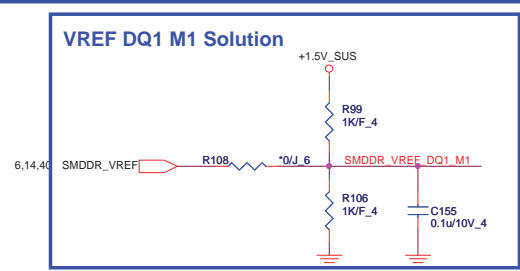 VREF DQ1 M1 Solution
+1.5V_SUS
R99
1K/F_4
6,14,40 SMDDR_VREF R108 *0/J_6 SMDDR_VREF_DQ1_M1
R106
1K/F_4
C155
0.1u/10V_4